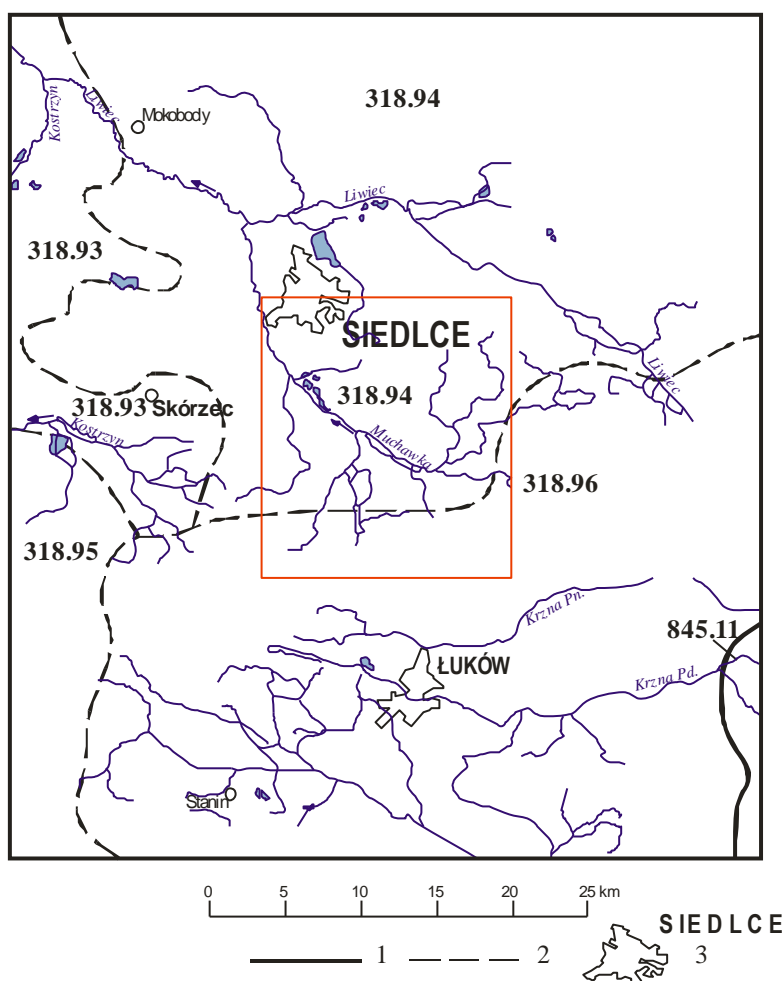 318.94
Liwiec
Kostrzyn
Mokobody
Liwiec
318.93
SIEDLCE
Liwiec
318.94
318.93
Skórzec
Kostrzyn
Muchawka
318.96
318.95
Krzna Pn.
845.11
ŁUKÓW
Krzna Pd.
Stanin
0 5 10 15 20 25 km
SIEDLCE
1 2 3